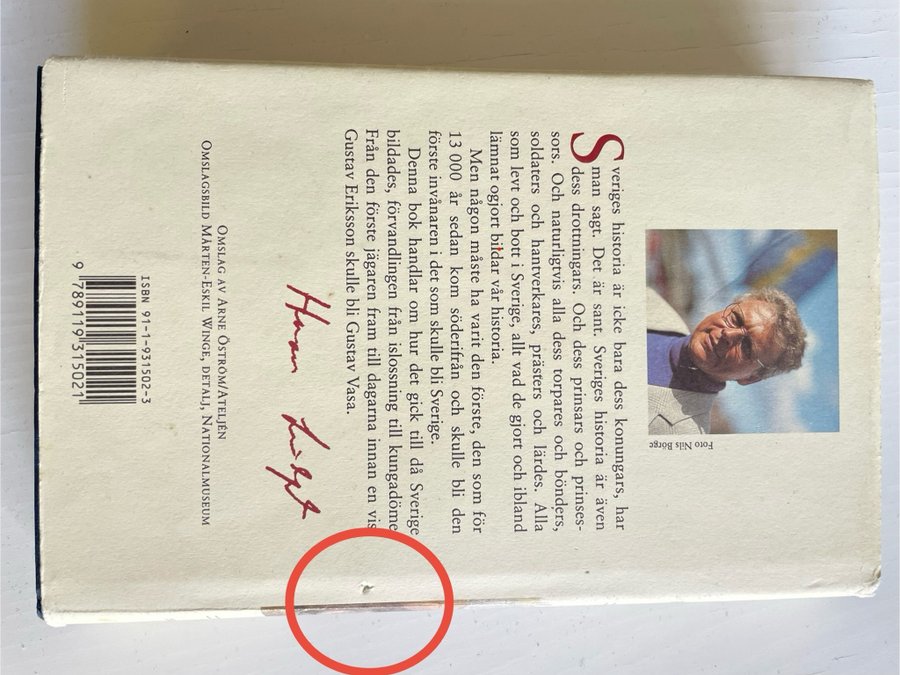 Foto Nils Börge
Sveriges historia är icke bara dess konungars, har
man sagt. Det är sant. Sveriges historia är även
dess drottningars. Och dess prinsars och prinses-
sors. Och naturligtvis alla dess torpares och bönders,
soldaters och hantverkares, prästers och lärdes. Alla
som levt och bott i Sverige, allt vad de gjort och ibland
lämnat ogjort bildar vår historia.
Men någon måste ha varit den förste, den som för
13 000 år sedan kom söderifrån och skulle bli den
förste invånaren i det som skulle bli Sverige.
Denna bok handlar om hur det gick till då Sverige
bildades, förvandlingen från islossning till kungadöme.
Från den förste jägaren fram till dagarna innan en viss
Gustav Eriksson skulle bli Gustav Vasa.
Omslag av Arne Öström/Ateljén
Omslagsbild Mårten-Eskil Winge, detalj, Nationalmuseum
ISBN 91-1-931502-3
9 789119 315021